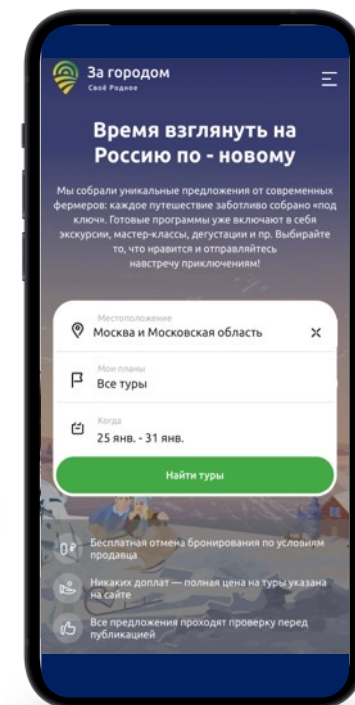 За городом
Своё Родное
Время взглянуть на
Россию по - новому
Мы собрали уникальные предложения от современных
фермеров: каждое путешествие заботливо собрано «под
ключ». Готовые программы уже включают в себя
экскурсии, мастер-классы, дегустации и пр. Выбирайте
то, что нравится и отправляйтесь
навстречу приключениям!
Местоположение
Москва и Московская область
Мои планы
Все туры
Когда
25 янв. - 31 янв.
Найти туры
0 ₽
Бесплатная отмена бронирования по условиям
продавца
Никаких доплат — полная цена на туры указана
на сайте
Все предложения проходят проверку перед
публикацией